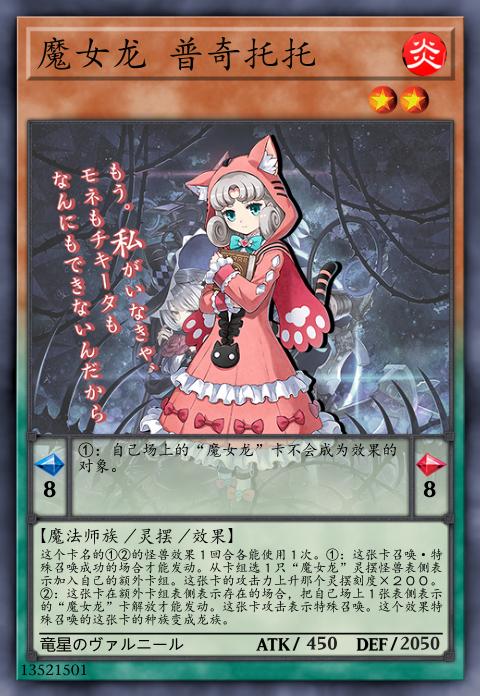 魔女龙 普奇托托
炎
もう。私がいなきゃ、
モネもチキータも
なんにもできないんだから
①：自己场上的“魔女龙”卡不会成为效果的
对象。
8
8
【魔法师族／灵摆／效果】
这个卡名的①②的怪兽效果１回合各能使用１次。①：这张卡召唤・特
殊召唤成功的场合才能发动。从卡组选１只“魔女龙”灵摆怪兽表侧表
示加入自己的额外卡组。这张卡的攻击力上升那个灵摆刻度×２００。
②：这张卡在额外卡组表侧表示存在的场合，把自己场上１张表侧表示
的“魔女龙”卡解放才能发动。这张卡攻击表示特殊召唤。这个效果特
殊召唤的这张卡的种族变成龙族。
竜星のヴァルニール
ATK/ 450 DEF/2050
13521501